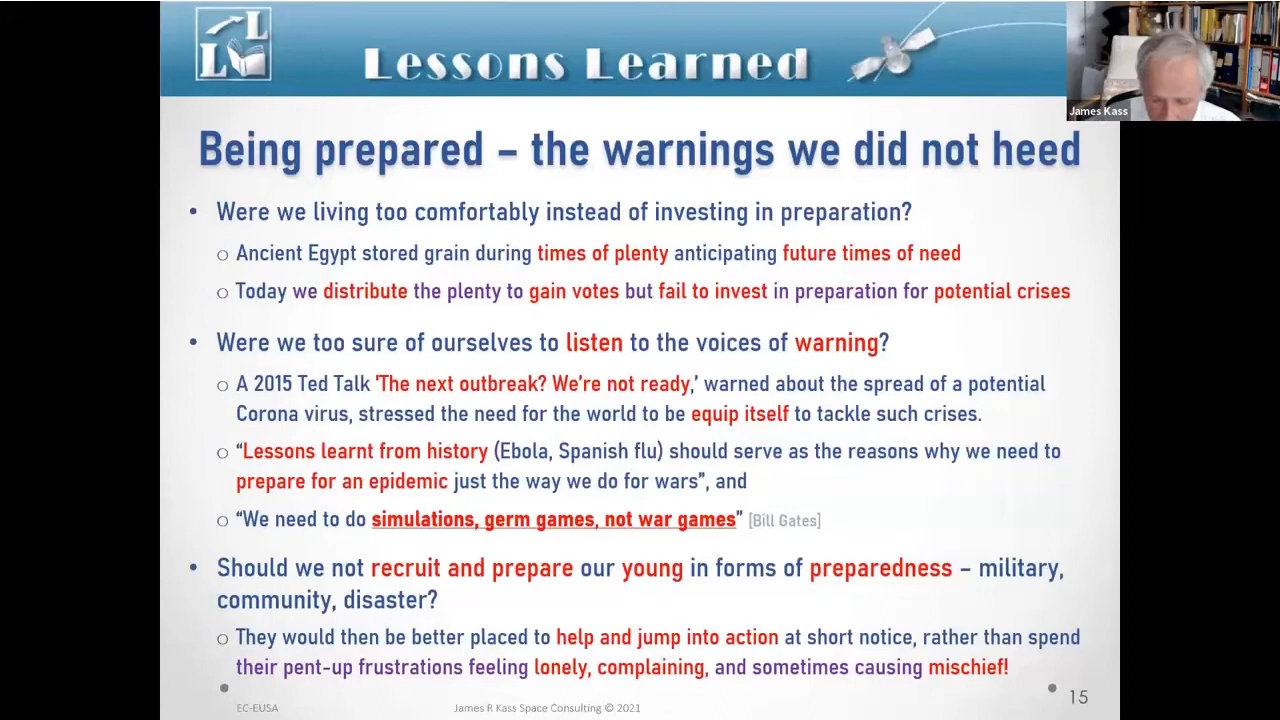 L L
Lessons Learned
James Kass
Being prepared – the warnings we did not heed
• Were we living too comfortably instead of investing in preparation?
o Ancient Egypt stored grain during times of plenty anticipating future times of need
o Today we distribute the plenty to gain votes but fail to invest in preparation for potential crises
• Were we too sure of ourselves to listen to the voices of warning?
o A 2015 Ted Talk 'The next outbreak? We’re not ready,’ warned about the spread of a potential
Corona virus, stressed the need for the world to be equip itself to tackle such crises.
o “Lessons learnt from history (Ebola, Spanish flu) should serve as the reasons why we need to
prepare for an epidemic just the way we do for wars”, and
o “We need to do simulations, germ games, not war games” [Bill Gates]
• Should we not recruit and prepare our young in forms of preparedness – military,
community, disaster?
o They would then be better placed to help and jump into action at short notice, rather than spend
their pent-up frustrations feeling lonely, complaining, and sometimes causing mischief!
EC-EUSA
James R Kass Space Consulting © 2021
15